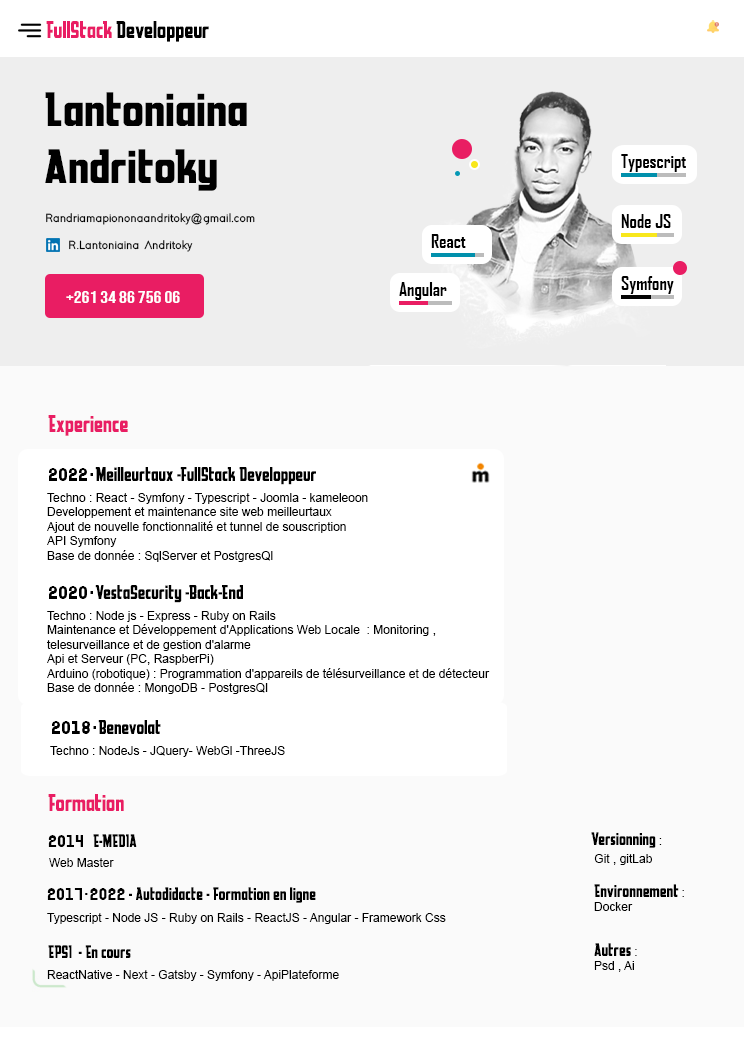 FullStack Developpeur
Lantoniaina
Andritoky
Randriamapiononaandritoky@gmail.com
in R.Lantoniaina Andritoky
+261 34 86 756 06
Typescript
Node JS
React
Symfony
Angular
Experience
2022·Meilleurtaux -FullStack Developpeur
m
Techno : React - Symfony - Typescript - Joomla - kameleoon
Developpement et maintenance site web meilleurtaux
Ajout de nouvelle fonctionnalité et tunnel de souscription
API Symfony
Base de donnée : SqlServer et PostgresQl
2020·VestaSecurity -Back-End
Techno : Node js - Express - Ruby on Rails
Maintenance et Développement d'Applications Web Locale : Monitoring ,
telesurveillance et de gestion d'alarme
Api et Serveur (PC, RaspberPi)
Arduino (robotique) : Programmation d'appareils de télésurveillance et de détecteur
Base de donnée : MongoDB - PostgresQl
2018·Benevolat
Techno : NodeJs - JQuery- WebGl -ThreeJS
Formation
2014 E-MEDIA
Web Master
2017-2022 - Autodidacte - Formation en ligne
Typescript - Node JS - Ruby on Rails - ReactJS - Angular - Framework Css
EPSI - En cours
ReactNative - Next - Gatsby - Symfony - ApiPlateforme
Versionning :
Git , gitLab
Environnement :
Docker
Autres :
Psd , Ai